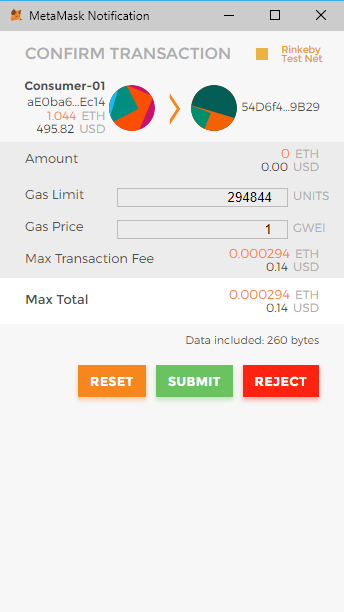 MetaMask Notification
CONFIRM TRANSACTION
Rinkeby
Test Net
Consumer-01
aE0ba6...Ec14
1.044 ETH
495.82 USD
54D6f4...9B29
Amount
0 ETH
0.00 USD
Gas Limit 294844 UNITS
Gas Price 1 GWEI
Max Transaction Fee
0.000294 ETH
0.14 USD
Max Total
0.000294 ETH
0.14 USD
Data included: 260 bytes
RESET SUBMIT REJECT